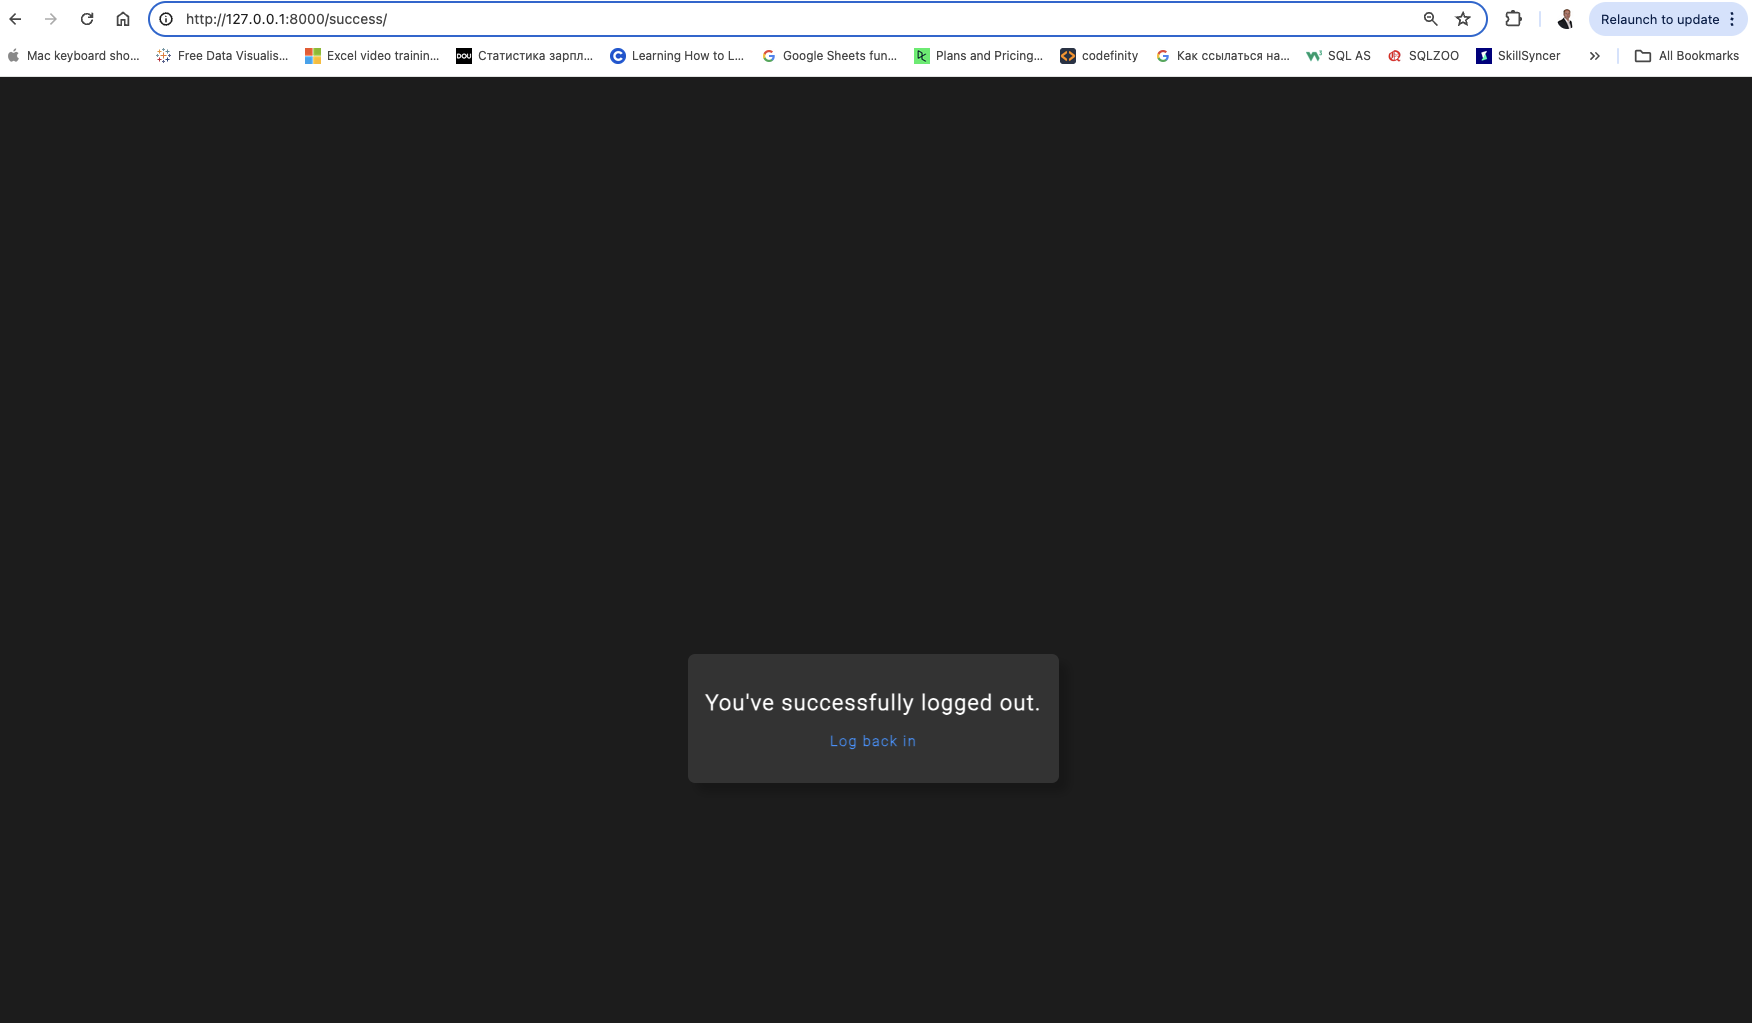 http://127.0.0.1:8000/success/
Relaunch to update
Mac keyboard sho...
Free Data Visualis...
Excel video trainin...
DOU
Статистика зарпл...
Learning How to L...
Google Sheets fun...
Plans and Pricing...
codefinity
Как ссылаться на...
SQL AS
SQLZOO
SkillSyncer
All Bookmarks
You've successfully logged out.
Log back in